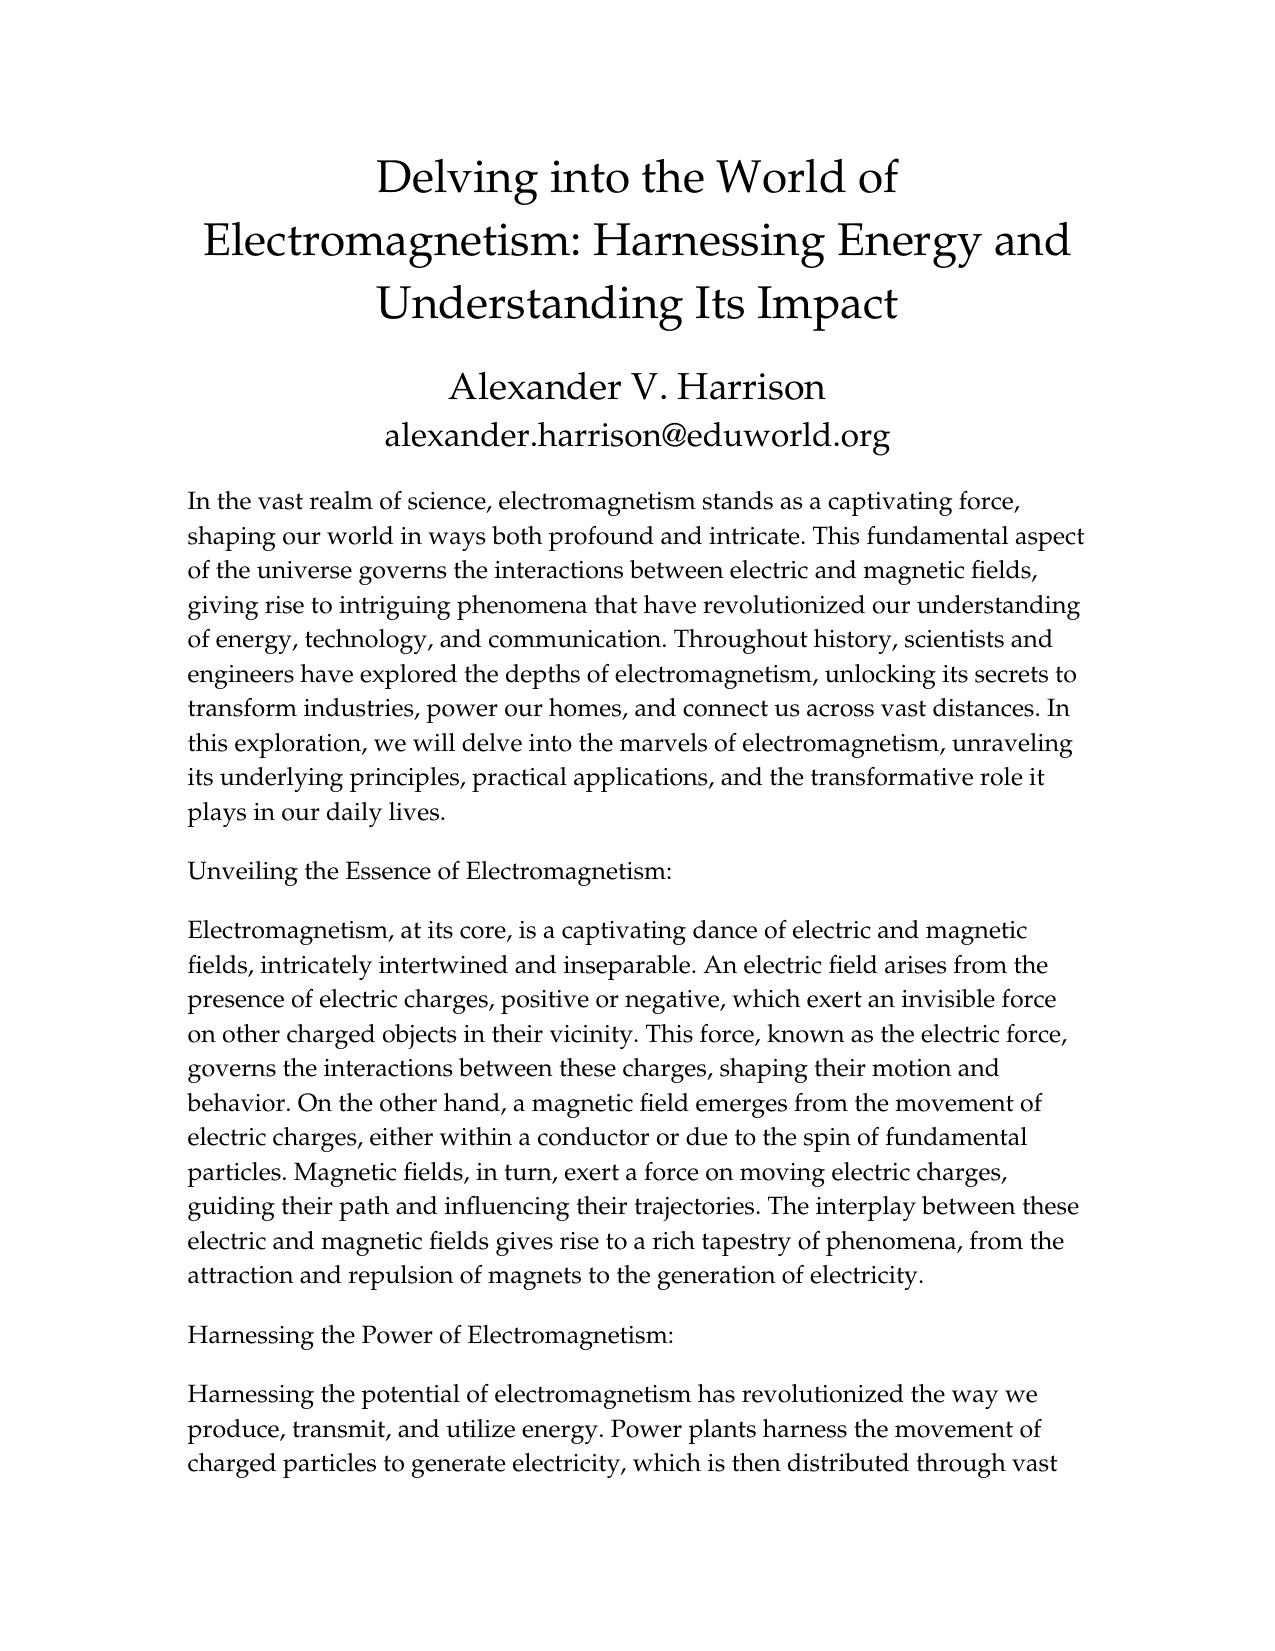 Delving into the World of
Electromagnetism: Harnessing Energy and
Understanding Its Impact
Alexander V. Harrison
alexander.harrison@eduworld.org
In the vast realm of science, electromagnetism stands as a captivating force,
shaping our world in ways both profound and intricate. This fundamental aspect
of the universe governs the interactions between electric and magnetic fields,
giving rise to intriguing phenomena that have revolutionized our understanding
of energy, technology, and communication. Throughout history, scientists and
engineers have explored the depths of electromagnetism, unlocking its secrets to
transform industries, power our homes, and connect us across vast distances. In
this exploration, we will delve into the marvels of electromagnetism, unraveling
its underlying principles, practical applications, and the transformative role it
plays in our daily lives.
Unveiling the Essence of Electromagnetism:
Electromagnetism, at its core, is a captivating dance of electric and magnetic
fields, intricately intertwined and inseparable. An electric field arises from the
presence of electric charges, positive or negative, which exert an invisible force
on other charged objects in their vicinity. This force, known as the electric force,
governs the interactions between these charges, shaping their motion and
behavior. On the other hand, a magnetic field emerges from the movement of
electric charges, either within a conductor or due to the spin of fundamental
particles. Magnetic fields, in turn, exert a force on moving electric charges,
guiding their path and influencing their trajectories. The interplay between these
electric and magnetic fields gives rise to a rich tapestry of phenomena, from the
attraction and repulsion of magnets to the generation of electricity.
Harnessing the Power of Electromagnetism:
Harnessing the potential of electromagnetism has revolutionized the way we
produce, transmit, and utilize energy. Power plants harness the movement of
charged particles to generate electricity, which is then distributed through vast